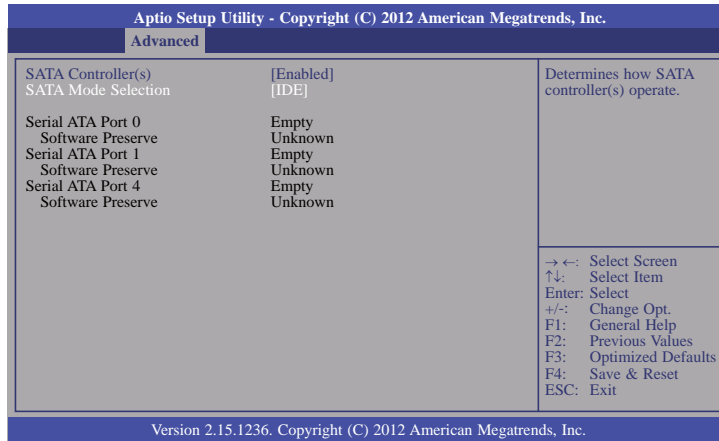 Aptio Setup Utility - Copyright (C) 2012 American Megatrends, Inc.
Advanced
SATA Controller(s) [Enabled]
SATA Mode Selection [IDE]
Serial ATA Port 0 Empty
Software Preserve Unknown
Serial ATA Port 1 Empty
Software Preserve Unknown
Serial ATA Port 4 Empty
Software Preserve Unknown
Determines how SATA
controller(s) operate.
→ ←: Select Screen
↑↓: Select Item
Enter: Select
+/-: Change Opt.
F1: General Help
F2: Previous Values
F3: Optimized Defaults
F4: Save & Reset
ESC: Exit
Version 2.15.1236. Copyright (C) 2012 American Megatrends, Inc.